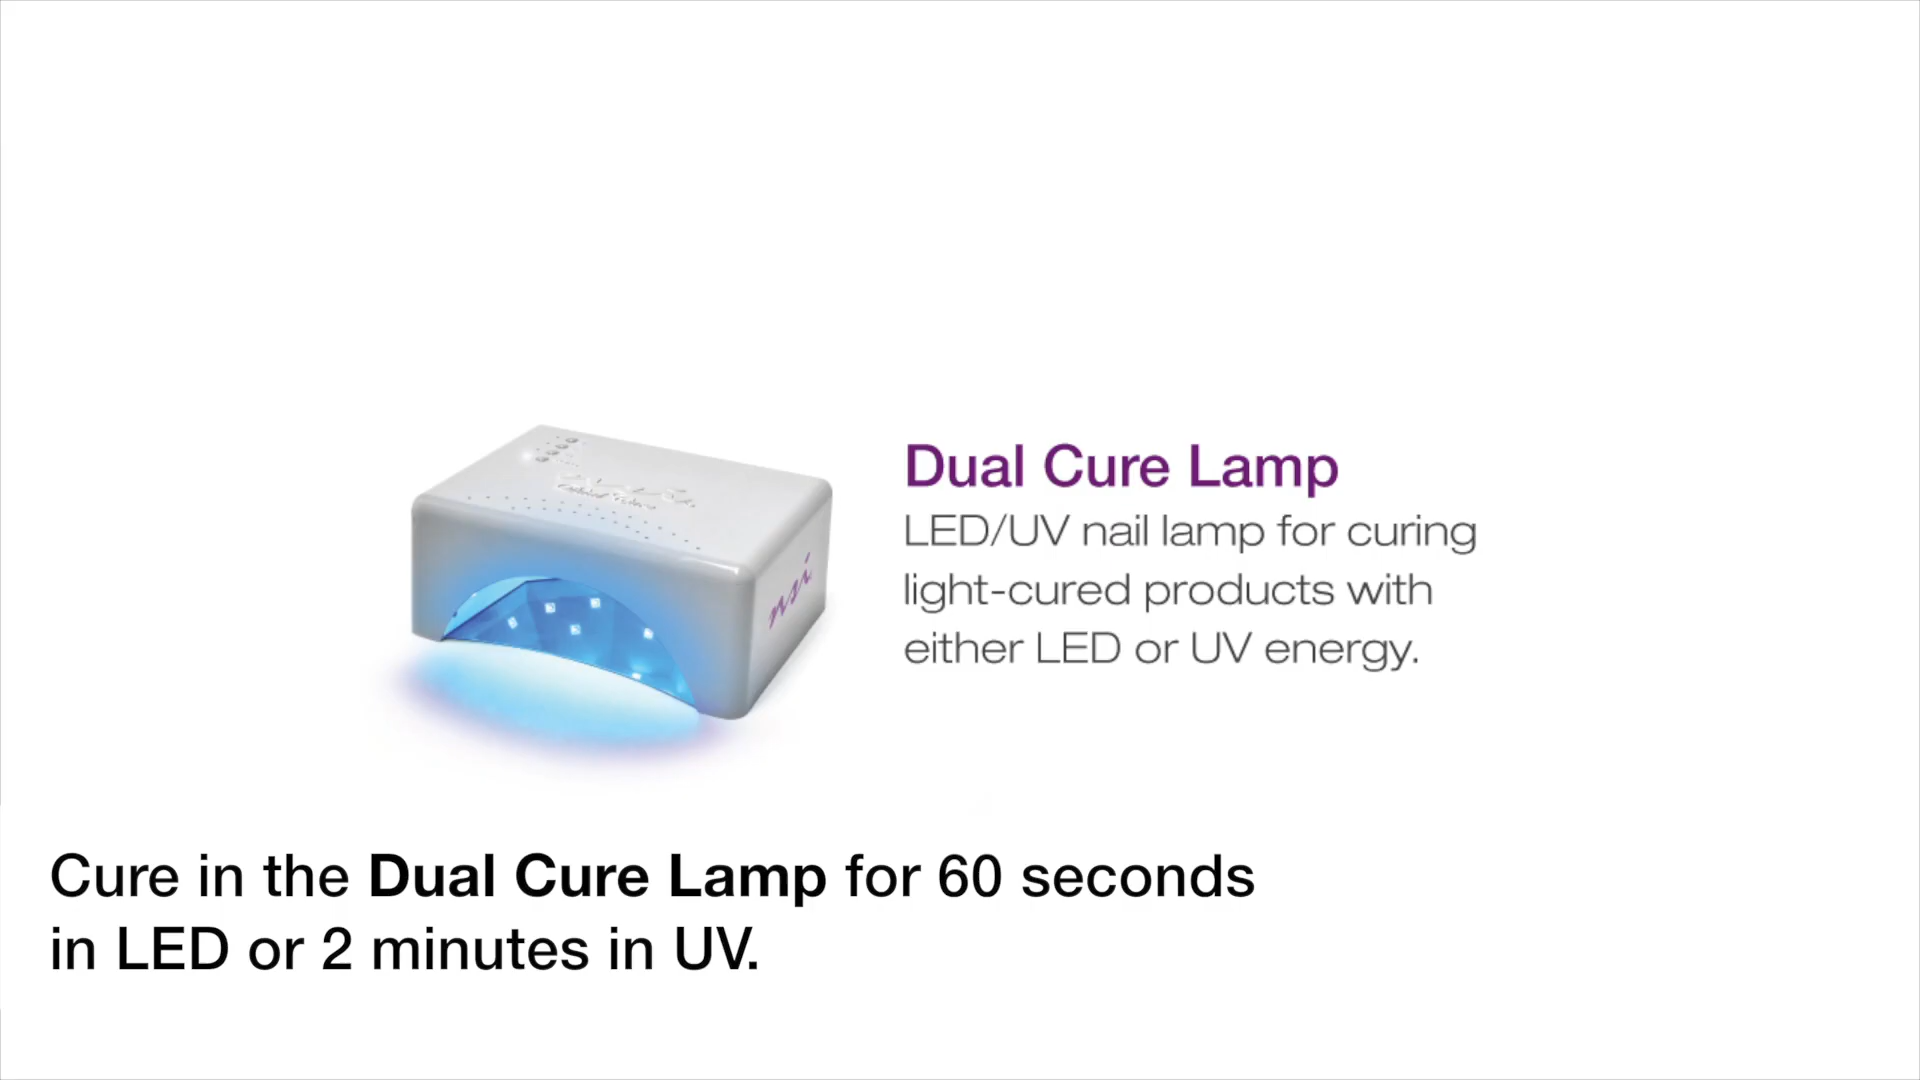 Dual Cure Lamp
LED/UV nail lamp for curing
light-cured products with
either LED or UV energy.
nsi
Cure in the Dual Cure Lamp for 60 seconds
in LED or 2 minutes in UV.